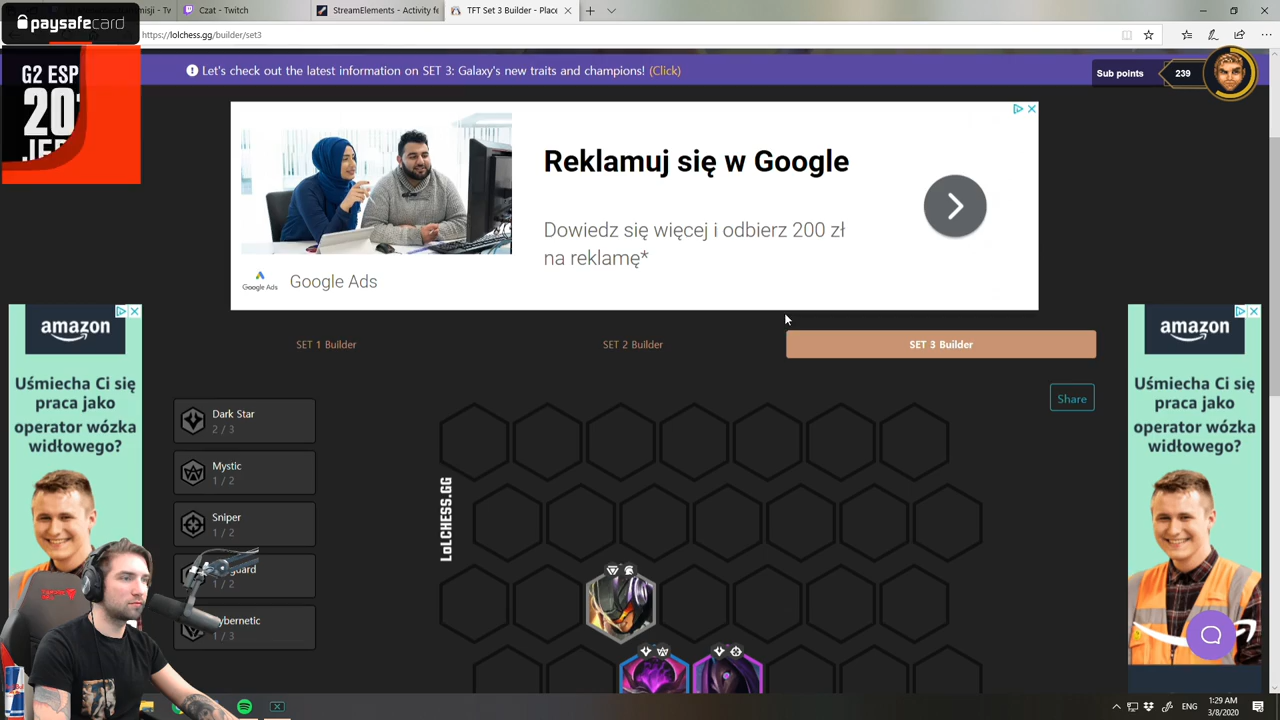 paysafecard
misji - Tw
Czat - Twitch
StreamElements - Activity fe
TFT Set 3 Builder - Place
https://lolchess.gg/builder/set3
Let's check out the latest information on SET 3: Galaxy's new traits and champions! (Click)
Sub points
239
G2 ESP
20
JE
Reklamuj się w Google
Dowiedz się więcej i odbierz 200 zł
na reklamę*
Google Ads
Google Ads
amazon
Uśmiecha Ci się
praca jako
operator wózka
widłowego?
SET 1 Builder
SET 2 Builder
SET 3 Builder
amazon
Uśmiecha Ci się
praca jako
operator wózka
widłowego?
Share
Dark Star
2 / 3
Mystic
1 / 2
Sniper
1 / 2
guard
1 / 2
ybernetic
1 / 3
LoLCHESS.GG
ENG
1:29 AM
3/8/2020